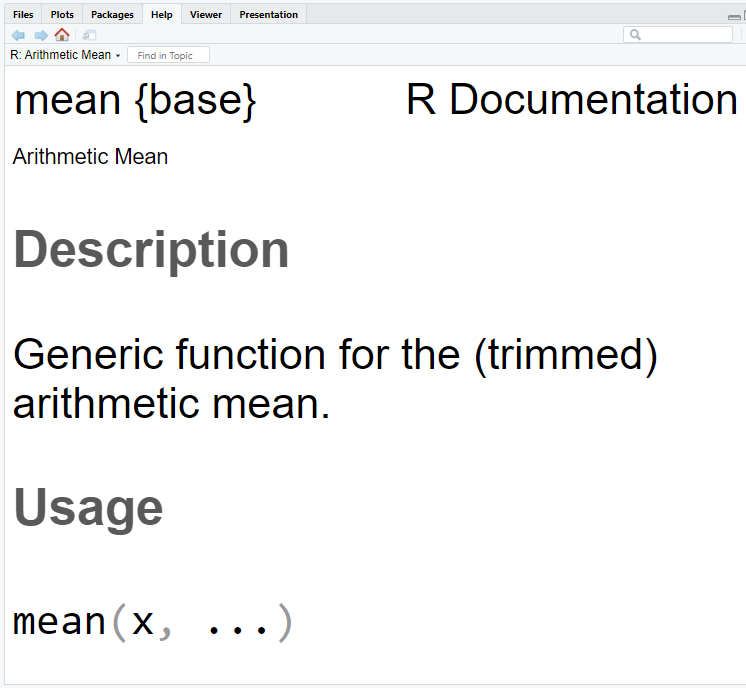 Files Plots Packages Help Viewer Presentation
R: Arithmetic Mean Find in Topic
mean {base} R Documentation
Arithmetic Mean
Description
Generic function for the (trimmed)
arithmetic mean.
Usage
mean(x, ...)